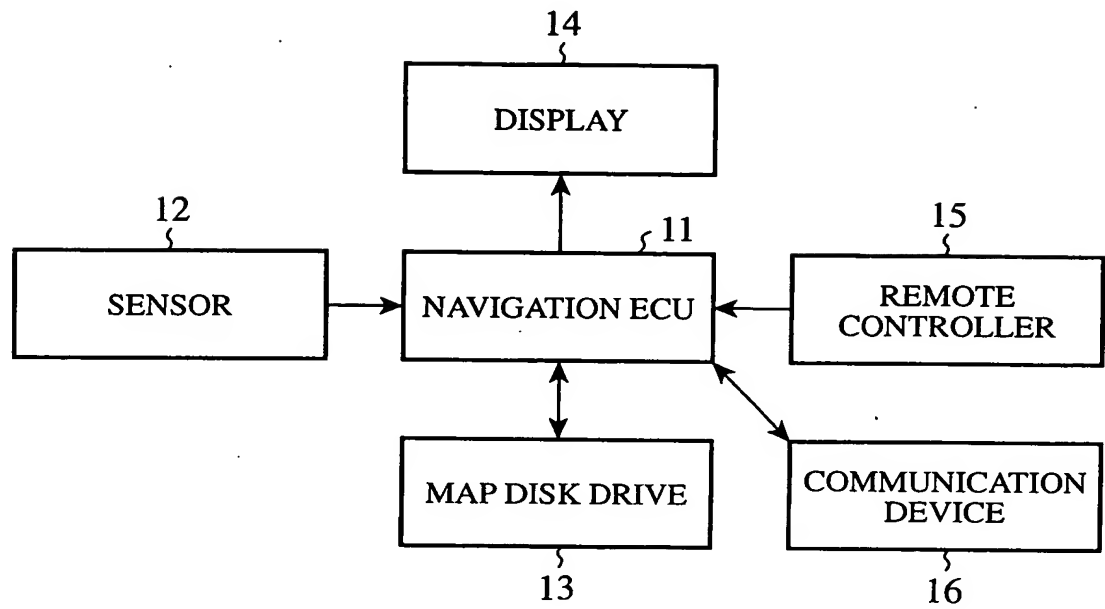 14
DISPLAY
12
SENSOR
11
NAVIGATION ECU
15
REMOTE
CONTROLLER
MAP DISK DRIVE
13
COMMUNICATION
DEVICE
16